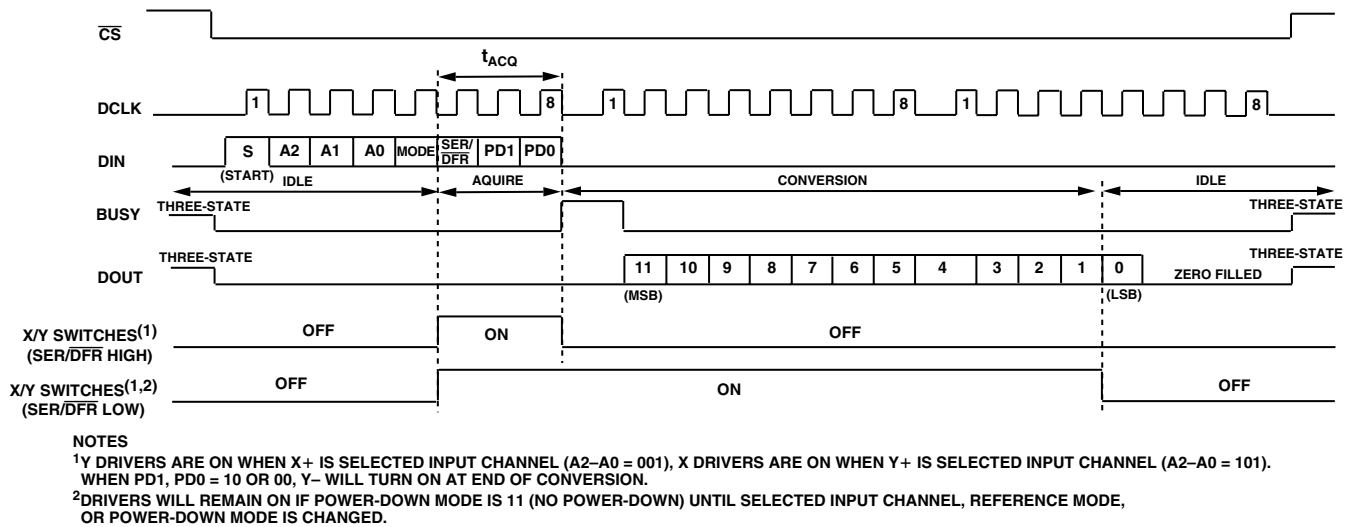 CS
tACQ
DCLK 1 8 1 8 1 8
DIN S A2 A1 A0 MODE SER/DFR PD1 PD0
(START) IDLE AQUIRE CONVERSION IDLE
BUSY THREE-STATE THREE-STATE
DOUT THREE-STATE THREE-STATE
11 10 9 8 7 6 5 4 3 2 1 0 ZERO FILLED
(MSB) (LSB)
X/Y SWITCHES(1) OFF ON OFF
(SER/DFR HIGH)
X/Y SWITCHES(1,2) OFF ON OFF
(SER/DFR LOW)
NOTES
1Y DRIVERS ARE ON WHEN X+ IS SELECTED INPUT CHANNEL (A2–A0 = 001), X DRIVERS ARE ON WHEN Y+ IS SELECTED INPUT CHANNEL (A2–A0 = 101).
WHEN PD1, PD0 = 10 OR 00, Y– WILL TURN ON AT END OF CONVERSION.
2DRIVERS WILL REMAIN ON IF POWER-DOWN MODE IS 11 (NO POWER-DOWN) UNTIL SELECTED INPUT CHANNEL, REFERENCE MODE,
OR POWER-DOWN MODE IS CHANGED.